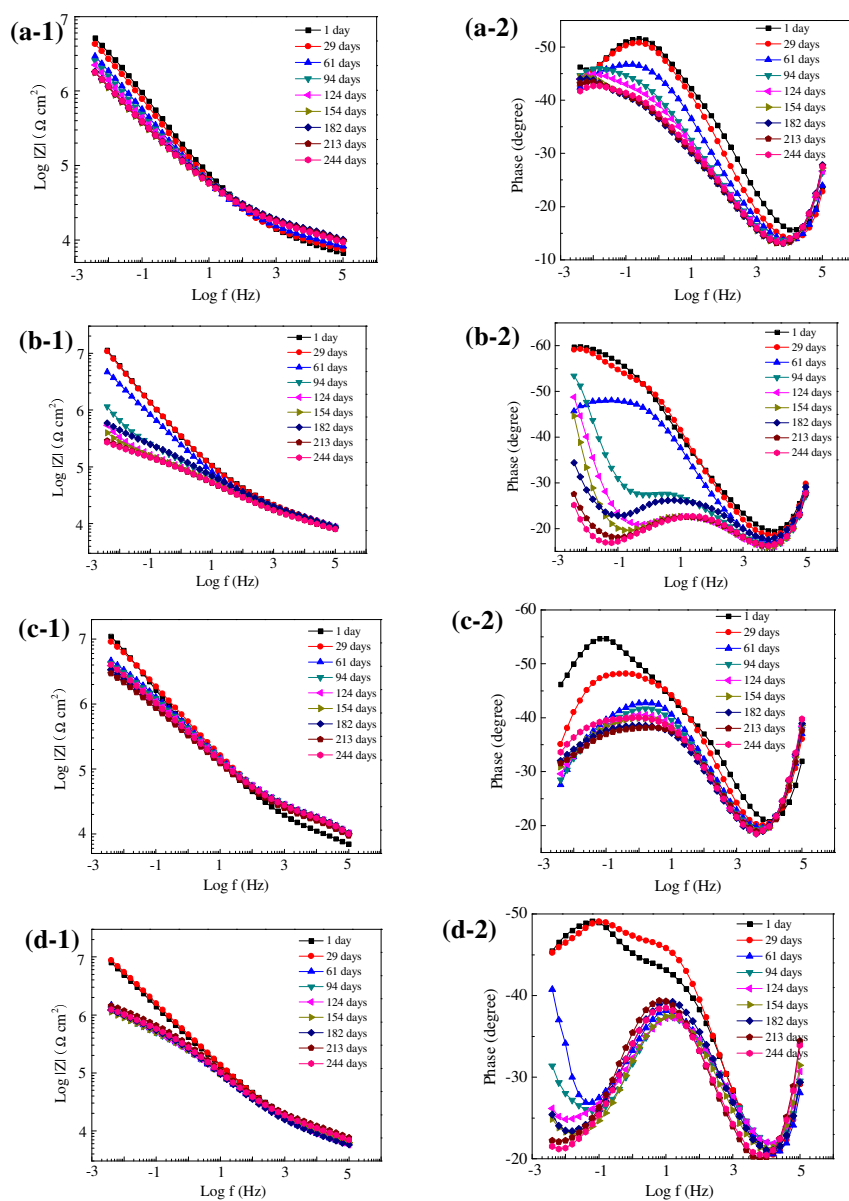 (a-1)
7
6
5
4
-3
-1
1
3
5
Log |Z| ( Ω cm²)
Log f (Hz)
1 day
29 days
61 days
94 days
124 days
154 days
182 days
213 days
244 days
(a-2)
-50
-40
-30
-20
-10
-3
-1
1
3
5
Phase (degree)
Log f (Hz)
1 day
29 days
61 days
94 days
124 days
154 days
182 days
213 days
244 days
(b-1)
7
6
5
4
-3
-1
1
3
5
Log |Z| ( Ω cm²)
Log f (Hz)
1 day
29 days
61 days
94 days
124 days
154 days
182 days
213 days
244 days
(b-2)
-60
-50
-40
-30
-20
-3
-1
1
3
5
Phase (degree)
Log f (Hz)
1 day
29 days
61 days
94 days
124 days
154 days
182 days
213 days
244 days
(c-1)
7
6
5
4
-3
-1
1
3
5
Log |Z| ( Ω cm²)
Log f (Hz)
1 day
29 days
61 days
94 days
124 days
154 days
182 days
213 days
244 days
(c-2)
-60
-50
-40
-30
-20
-3
-1
1
3
5
Phase (degree)
Log f (Hz)
1 day
29 days
61 days
94 days
124 days
154 days
182 days
213 days
244 days
(d-1)
7
6
5
4
-3
-1
1
3
5
Log |Z| ( Ω cm²)
Log f (Hz)
1 day
29 days
61 days
94 days
124 days
154 days
182 days
213 days
244 days
(d-2)
-50
-40
-30
-20
-3
-1
1
3
5
Phase (degree)
Log f (Hz)
1 day
29 days
61 days
94 days
124 days
154 days
182 days
213 days
244 days